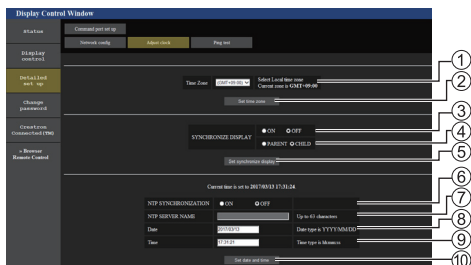 Display Control Window
Status
Display
control
Detailed
set up
Change
password
Crestron
Connected(TM)
» Browser
Remote Control
Command port set up
Network config.
Adjust clock
Ping test
Time Zone
(GMT+09:00)
Select Local time zone
Current zone is GMT+09:00
Set time zone
SYNCHRONIZE DISPLAY
ON OFF
PARENT CHILD
Set synchronize display
Current time is set to 2017/03/13 17:31:24.
NTP SYNCHRONIZATION ON OFF
NTP SERVER NAME Up to 63 characters
Date 2017/03/13 Date type is YYYY/MM/DD
Time 17:31:21 Time type is hh:mm:ss
Set date and time
1
2
3
4
5
6
7
8
9
10